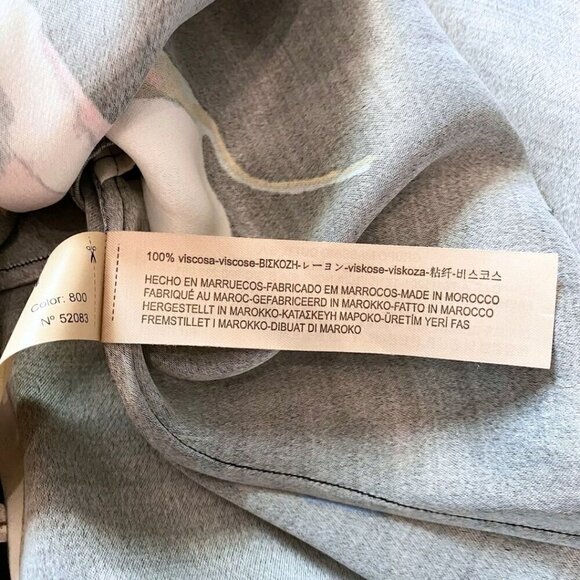 100% viscosa-viscose-ΒΙΣΚΟΖΗ-レーヨン-viskose-viskoza-粘纤-비스코스
HECHO EN MARRUECOS-FABRICADO EM MARROCOS-MADE IN MOROCCO
FABRIQUÉ AU MAROC-GEFABRICEERD IN MAROKKO-FATTO IN MAROCCO
HERGESTELLT IN MAROKKO-ΚΑΤΑΣΚΕΥΗ ΜΑΡΟΚΟ-ÜRETİM YERİ FAS
FREMSTILLET I MAROKKO-DIBUAT DI MAROKO
Color: 800
Nº 52083